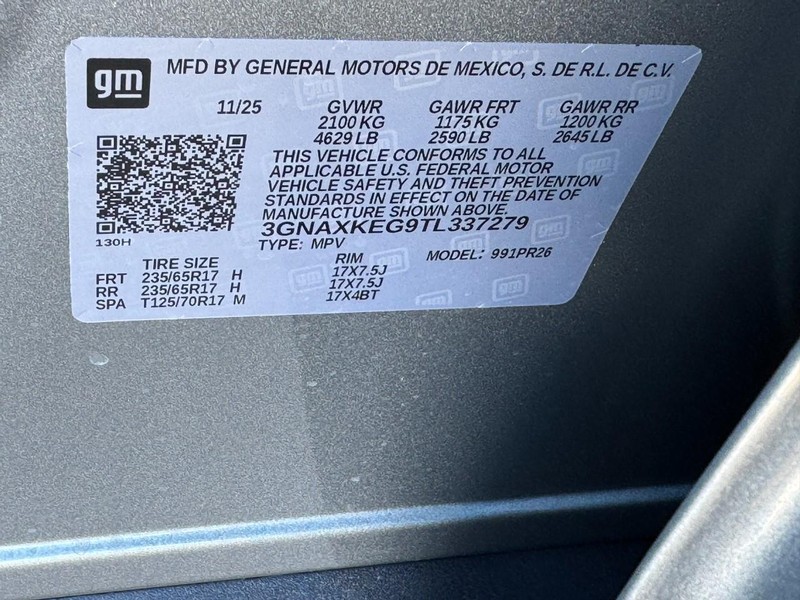 gm MFD BY GENERAL MOTORS DE MEXICO, S. DE R.L. DE C.V.
11/25 GVWR GAWR FRT GAWR RR
2100 KG 1175 KG 1200 KG
4629 LB 2590 LB 2645 LB
THIS VEHICLE CONFORMS TO ALL
APPLICABLE U.S. FEDERAL MOTOR
VEHICLE SAFETY AND THEFT PREVENTION
STANDARDS IN EFFECT ON THE DATE OF
MANUFACTURE SHOWN ABOVE.
3GNAXKEG9TL337279
130H
TYPE: MPV MODEL: 991PR26
TIRE SIZE RIM
FRT 235/65R17 H 17X7.5J
RR 235/65R17 H 17X7.5J
SPA T125/70R17 M 17X4BT